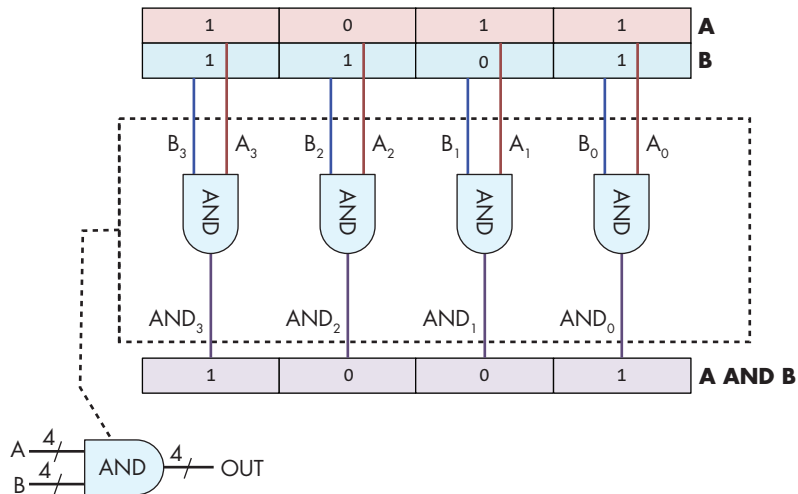 1 0 1 1 A
1 1 0 1 B
B₃ A₃ B₂ A₂ B₁ A₁ B₀ A₀
AND AND AND AND
AND₃ AND₂ AND₁ AND₀
1 0 0 1 A AND B
A 4 AND 4 OUT
B 4